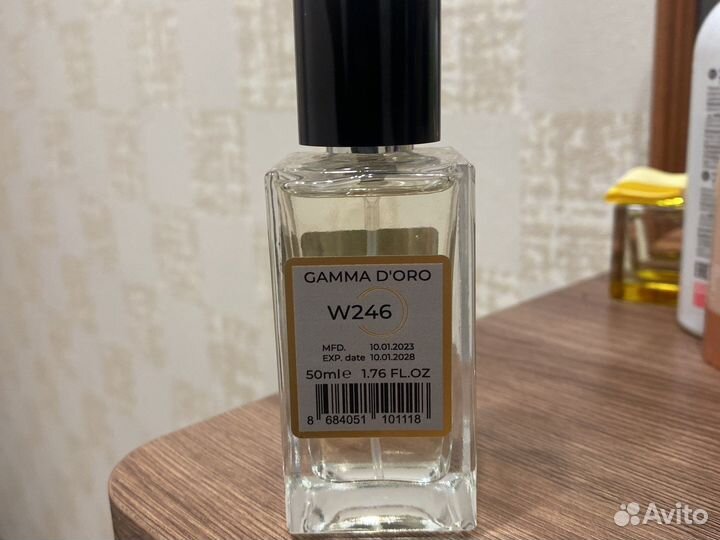 GAMMA D'ORO
W246
MFD. 10.01.2023
EXP. date 10.01.2028
50ml℮ 1.76 FL.OZ
8 684051 101118
Avito